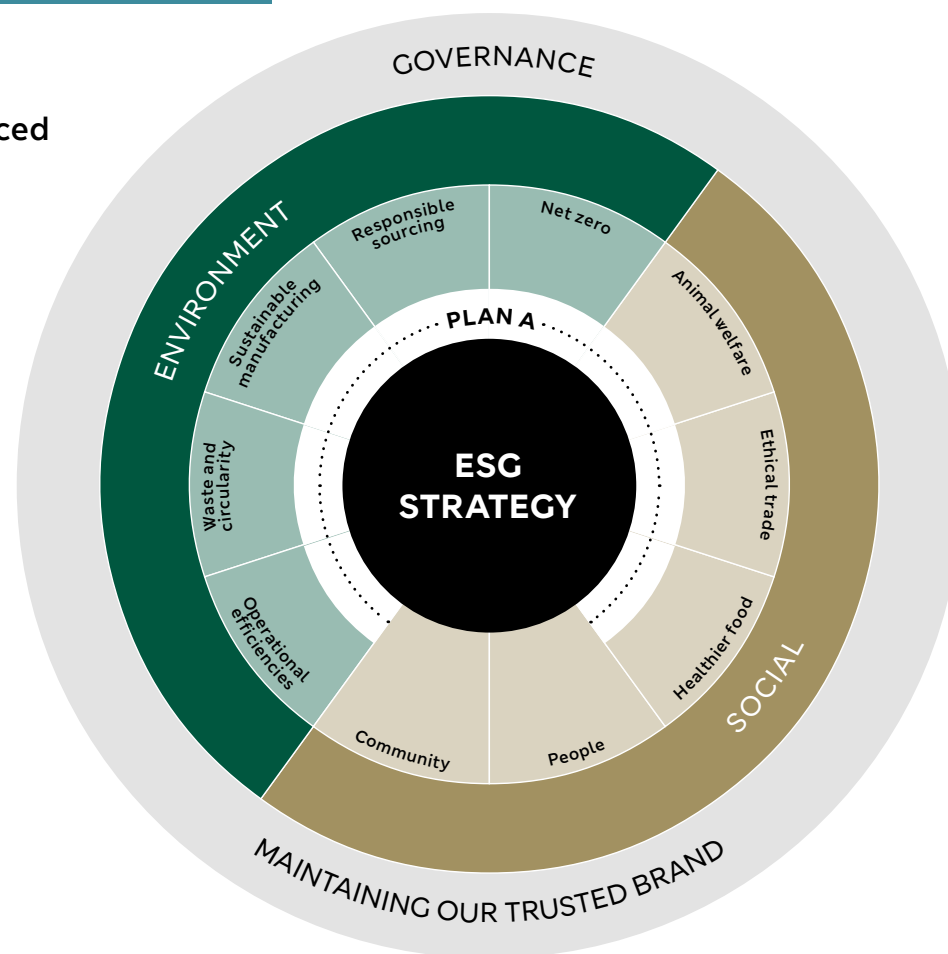 ced
GOVERNANCE
ENVIRONMENT
Responsible
sourcing
Net zero
Sustainable
manufacturing
Animal welfare
PLAN A
Waste and
circularity
ESG
STRATEGY
Ethical trade
Operational
efficiencies
Healthier food
SOCIAL
Community
People
MAINTAINING OUR TRUSTED BRAND